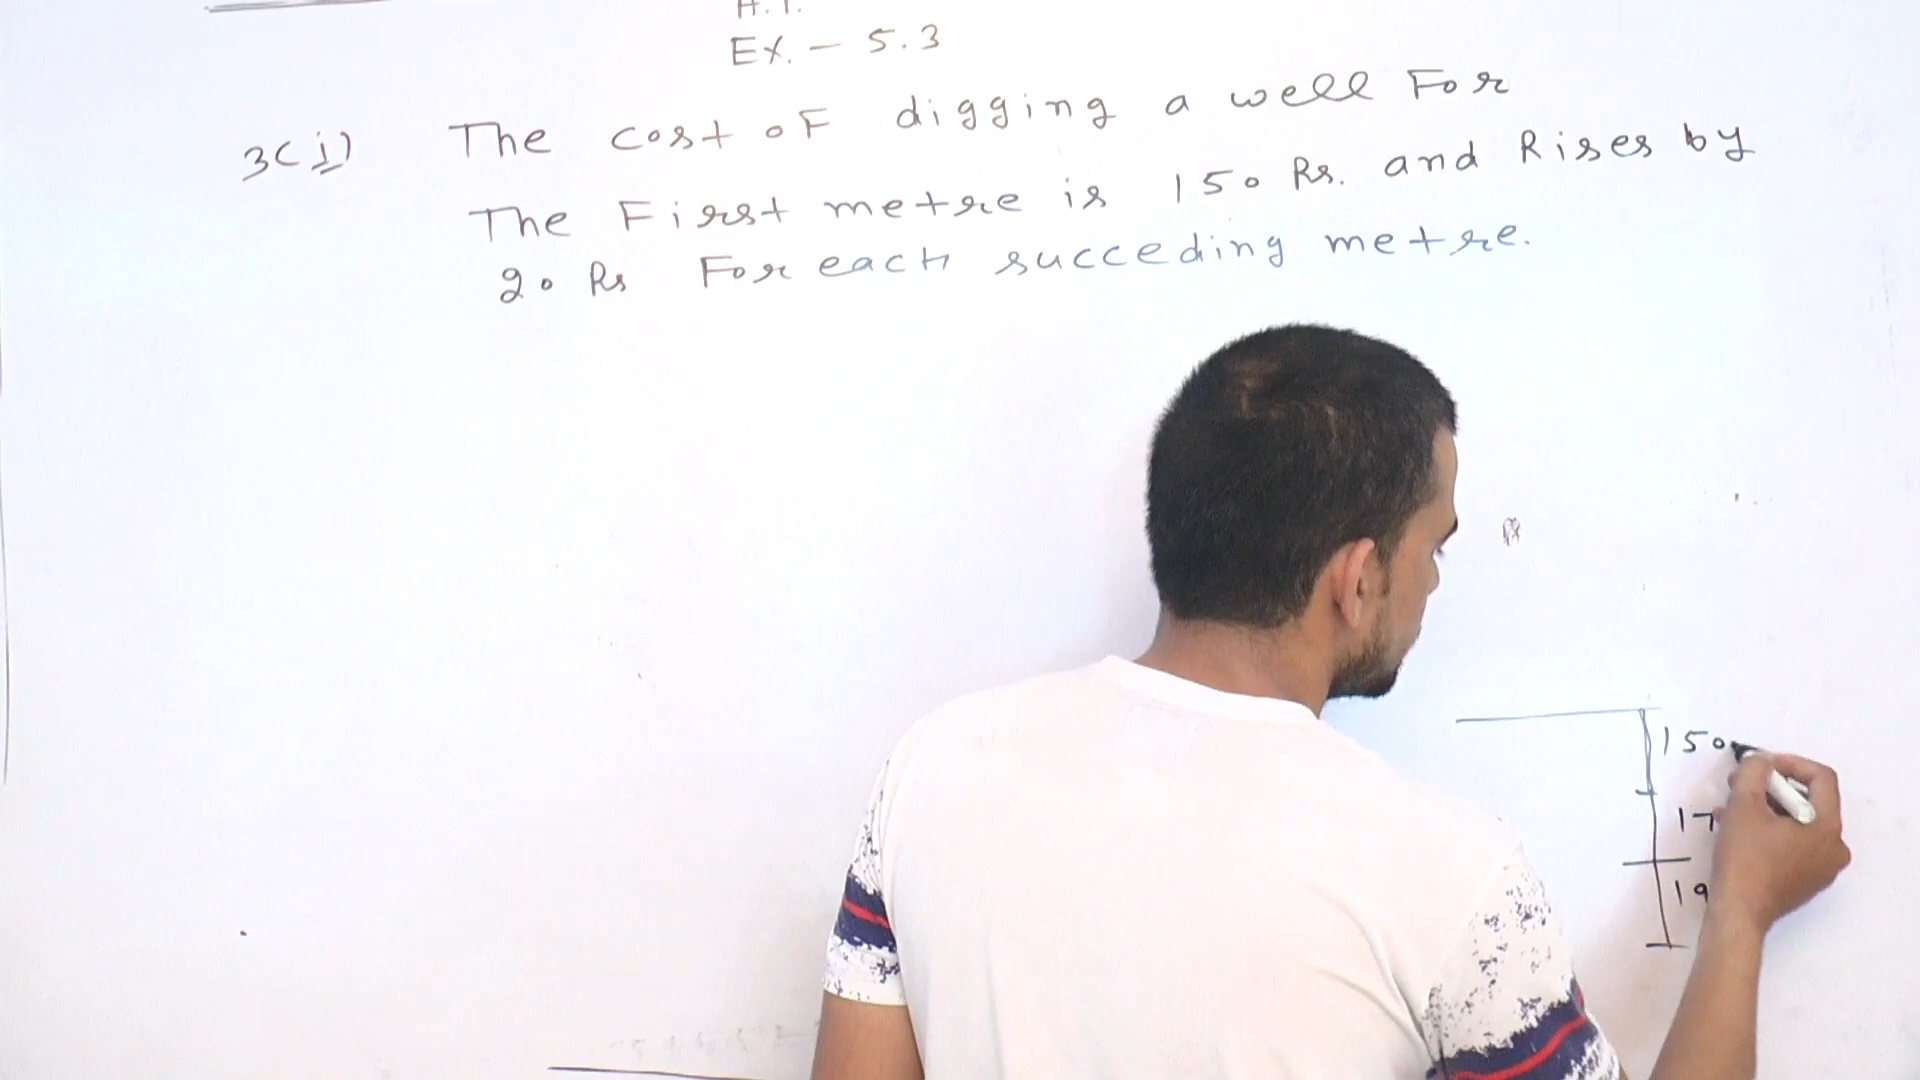 H.T.
Ex. - 5.3
3(i) The cost of digging a well For
The First metre is 150 Rs. and Rises by
20 Rs For each succeding metre.
150
17
19